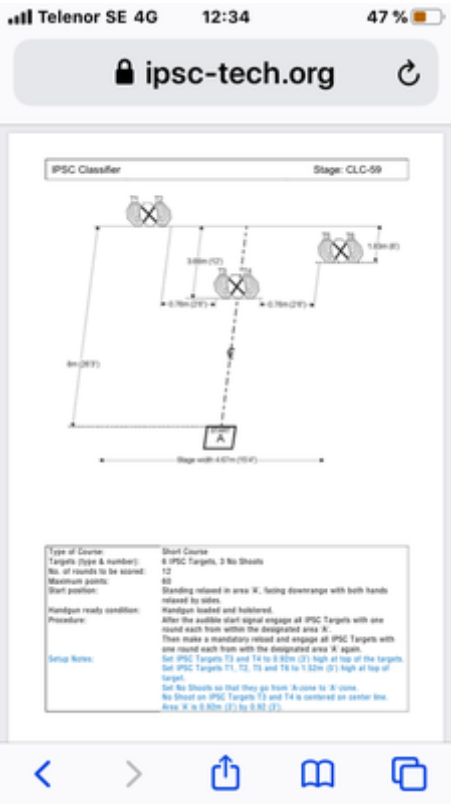 Telenor SE 4G 12:34 47 %
ipsc-tech.org
IPSC Classifier Stage: CLC-59
T1 T2
T5 T6
3.66m (12')
T3 T4
0.76m (2'6") 0.76m (2'6")
8m (26'3")
A
Stage width 4.67m (15'4")
Type of Course: Short Course
Targets (type & number): 6 IPSC Targets, 3 No Shoots
No. of rounds to be scored: 12
Maximum points: 60
Start position: Standing relaxed in area 'A', facing downrange with both hands
relaxed by sides.
Handgun ready condition: Handgun loaded and holstered.
Procedure: After the audible start signal engage all IPSC Targets with one
round each from within the designated area 'A'.
Then make a mandatory reload and engage all IPSC Targets with
one round each from with the designated area 'A' again.
Setup Notes: Set IPSC Targets T3 and T4 to 0.92m (3') high at top of the targets.
Set IPSC Targets T1, T2, T5 and T6 to 1.52m (5') high at top of
target.
Set No Shoots so that they go from 'A-zone to 'A' zone.
No Shoot on IPSC Targets T3 and T4 is centered on center line.
Area 'A' is 0.92m (3') by 0.92 (3').